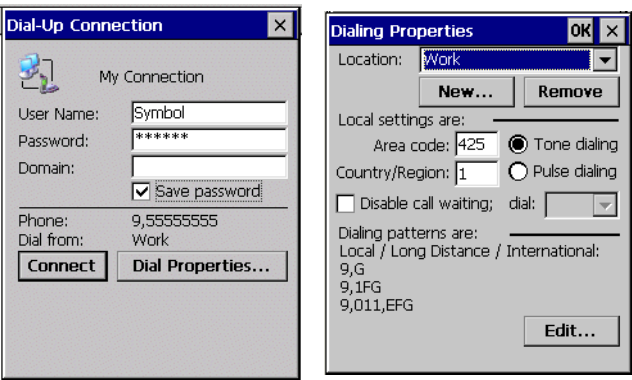 Dial-Up Connection
My Connection
User Name: Symbol
Password: ******
Domain:
Save password
Phone: 9,55555555
Dial from: Work
Connect Dial Properties...
Dialing Properties OK
Location: Work
New... Remove
Local settings are:
Area code: 425 Tone dialing
Country/Region: 1 Pulse dialing
Disable call waiting; dial:
Dialing patterns are:
Local / Long Distance / International:
9,G
9,1FG
9,011,EFG
Edit...